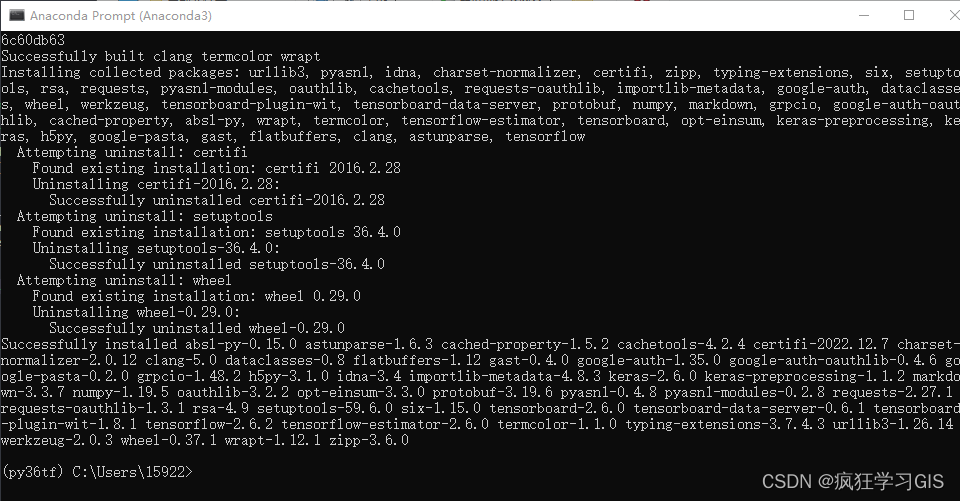 Anaconda Prompt (Anaconda3)
6c60db63
Successfully built clang termcolor wrapt
Installing collected packages: urllib3, pyasn1, idna, charset-normalizer, certifi, zipp, typing-extensions, six, setupto
ols, rsa, requests, pyasn1-modules, oauthlib, cachetools, requests-oauthlib, importlib-metadata, google-auth, dataclasse
s, wheel, werkzeug, tensorboard-plugin-wit, tensorboard-data-server, protobuf, numpy, markdown, grpcio, google-auth-oaut
hlib, cached-property, absl-py, wrapt, termcolor, tensorflow-estimator, tensorboard, opt-einsum, keras-preprocessing, ke
ras, h5py, google-pasta, gast, flatbuffers, clang, astunparse, tensorflow
  Attempting uninstall: certifi
    Found existing installation: certifi 2016.2.28
    Uninstalling certifi-2016.2.28:
      Successfully uninstalled certifi-2016.2.28
  Attempting uninstall: setuptools
    Found existing installation: setuptools 36.4.0
    Uninstalling setuptools-36.4.0:
      Successfully uninstalled setuptools-36.4.0
  Attempting uninstall: wheel
    Found existing installation: wheel 0.29.0
    Uninstalling wheel-0.29.0:
      Successfully uninstalled wheel-0.29.0
Successfully installed absl-py-0.15.0 astunparse-1.6.3 cached-property-1.5.2 cachetools-4.2.4 certifi-2022.12.7 charset-
normalizer-2.0.12 clang-5.0 dataclasses-0.8 flatbuffers-1.12 gast-0.4.0 google-auth-1.35.0 google-auth-oauthlib-0.4.6 go
ogle-pasta-0.2.0 grpcio-1.48.2 h5py-3.1.0 idna-3.4 importlib-metadata-4.8.3 keras-2.6.0 keras-preprocessing-1.1.2 markdo
wn-3.3.7 numpy-1.19.5 oauthlib-3.2.2 opt-einsum-3.3.0 protobuf-3.19.6 pyasn1-0.4.8 pyasn1-modules-0.2.8 requests-2.27.1
requests-oauthlib-1.3.1 rsa-4.9 setuptools-59.6.0 six-1.15.0 tensorboard-2.6.0 tensorboard-data-server-0.6.1 tensorboard
-plugin-wit-1.8.1 tensorflow-2.6.2 tensorflow-estimator-2.6.0 termcolor-1.1.0 typing-extensions-3.7.4.3 urllib3-1.26.14
werkzeug-2.0.3 wheel-0.37.1 wrapt-1.12.1 zipp-3.6.0
(py36tf) C:\Users\15922>
CSDN @疯狂学习GIS